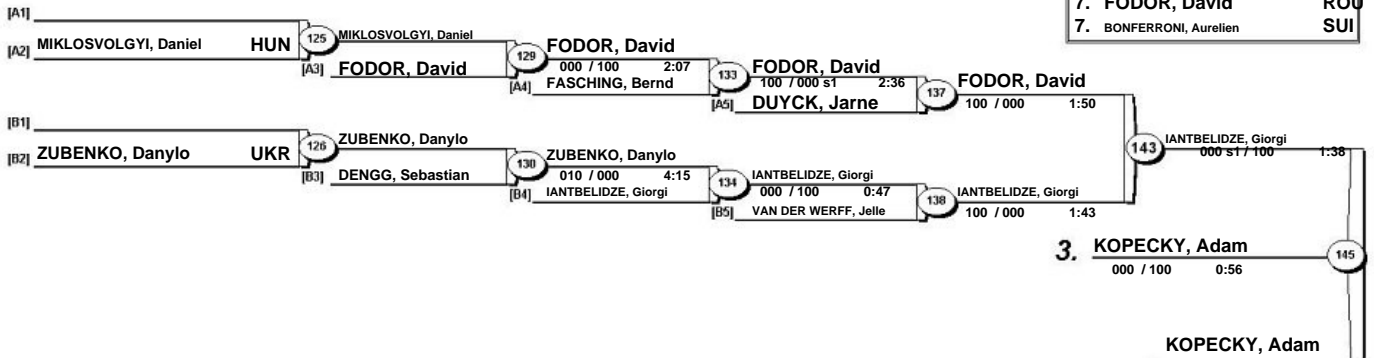 7. FODOR, David ROU
7. BONFERRONI, Aurelien SUI
[A1]
[A2] MIKLOSVOLGYI, Daniel HUN
125
MIKLOSVOLGYI, Daniel
[A3] FODOR, David
129
FODOR, David
000 / 100 2:07
[A4] FASCHING, Bernd
133
FODOR, David
100 / 000 s1 2:36
[A5] DUYCK, Jarne
137
FODOR, David
100 / 000 1:50
[B1]
[B2] ZUBENKO, Danylo UKR
126
ZUBENKO, Danylo
[B3] DENGG, Sebastian
130
ZUBENKO, Danylo
010 / 000 4:15
[B4] IANTBELIDZE, Giorgi
134
IANTBELIDZE, Giorgi
000 / 100 0:47
[B5] VAN DER WERFF, Jelle
138
IANTBELIDZE, Giorgi
100 / 000 1:43
143
IANTBELIDZE, Giorgi
000 s1 / 100 1:38
3. KOPECKY, Adam
000 / 100 0:56
145
KOPECKY, Adam